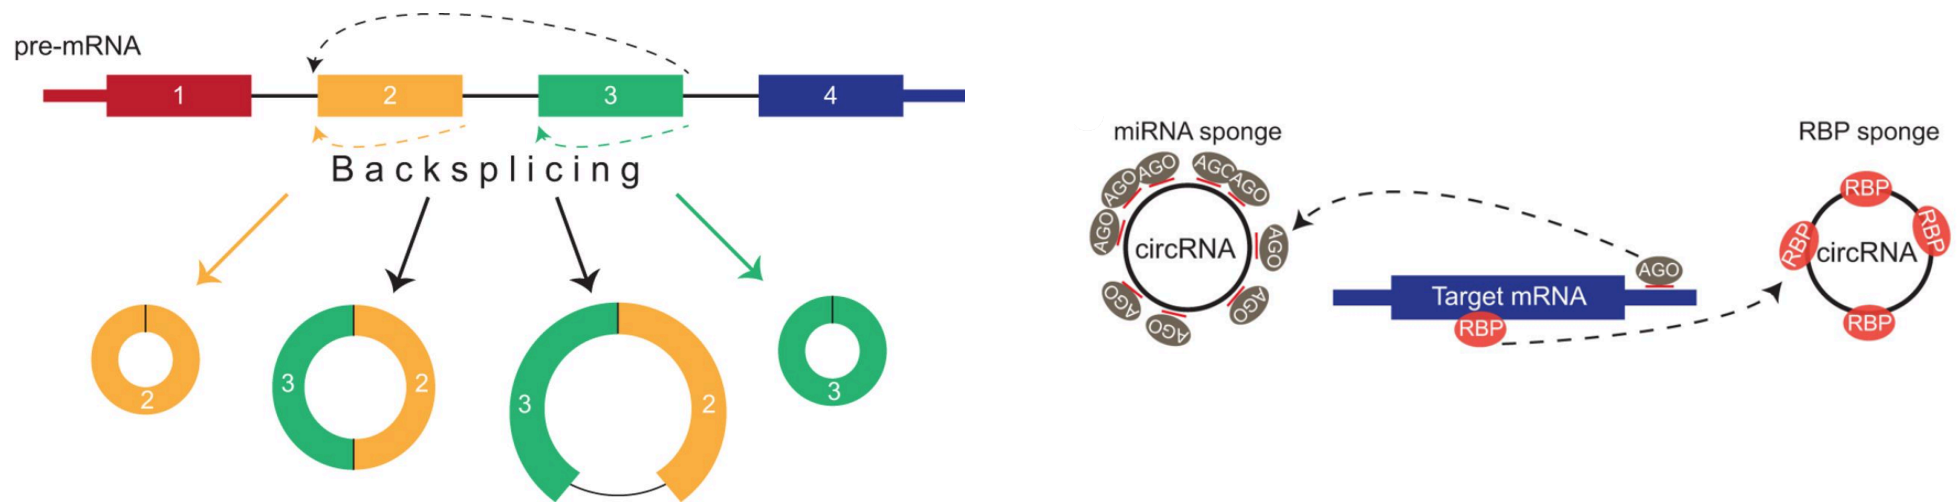 pre-mRNA
1
2
3
4
Backsplicing
2
3
2
3
2
3
miRNA sponge
AGO
AGO
AGO
AGO
AGO
AGO
AGO
AGO
AGO
circRNA
Target mRNA
AGO
RBP
RBP sponge
RBP
RBP
RBP
RBP
circRNA